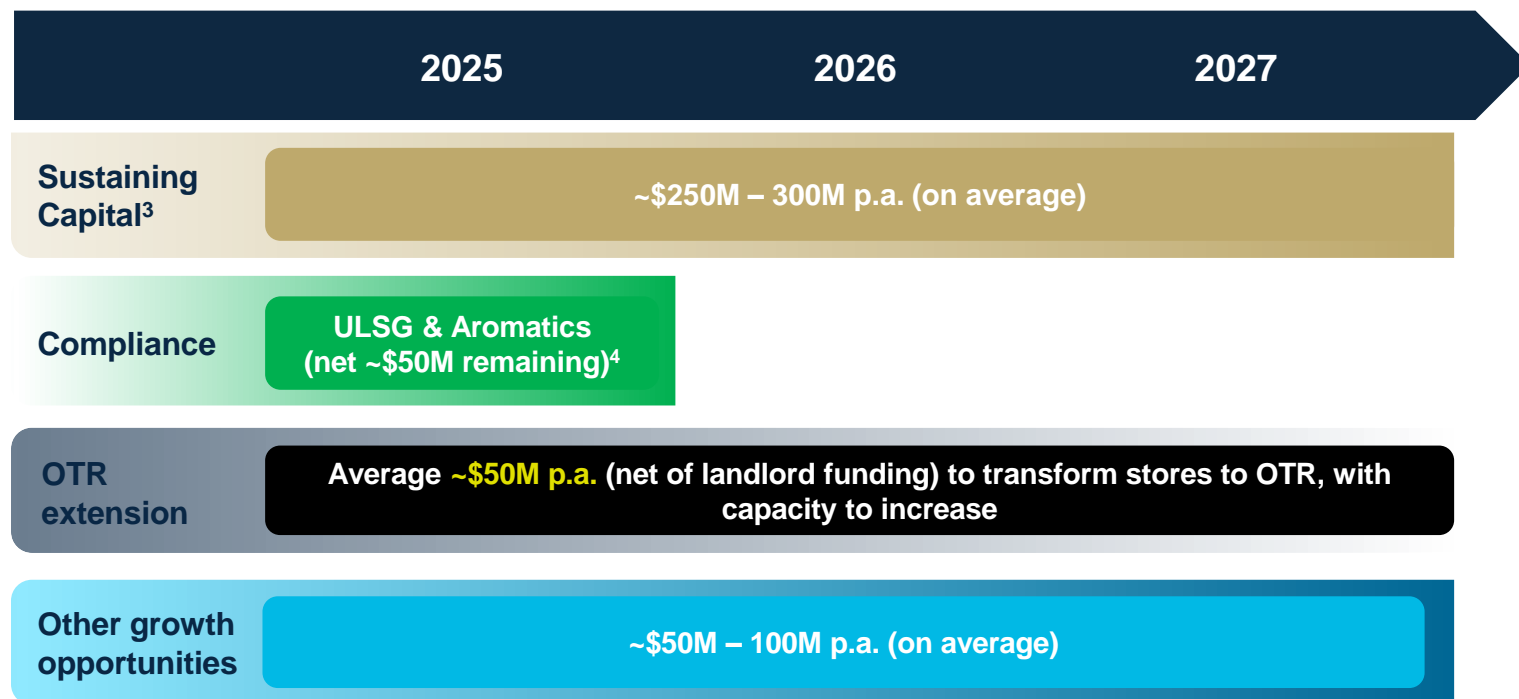 2025 2026 2027
Sustaining
Capital3
~$250M – 300M p.a. (on average)
Compliance
ULSG & Aromatics
(net ~$50M remaining)4
OTR
extension
Average ~$50M p.a. (net of landlord funding) to transform stores to OTR, with
capacity to increase
Other growth
opportunities
~$50M – 100M p.a. (on average)